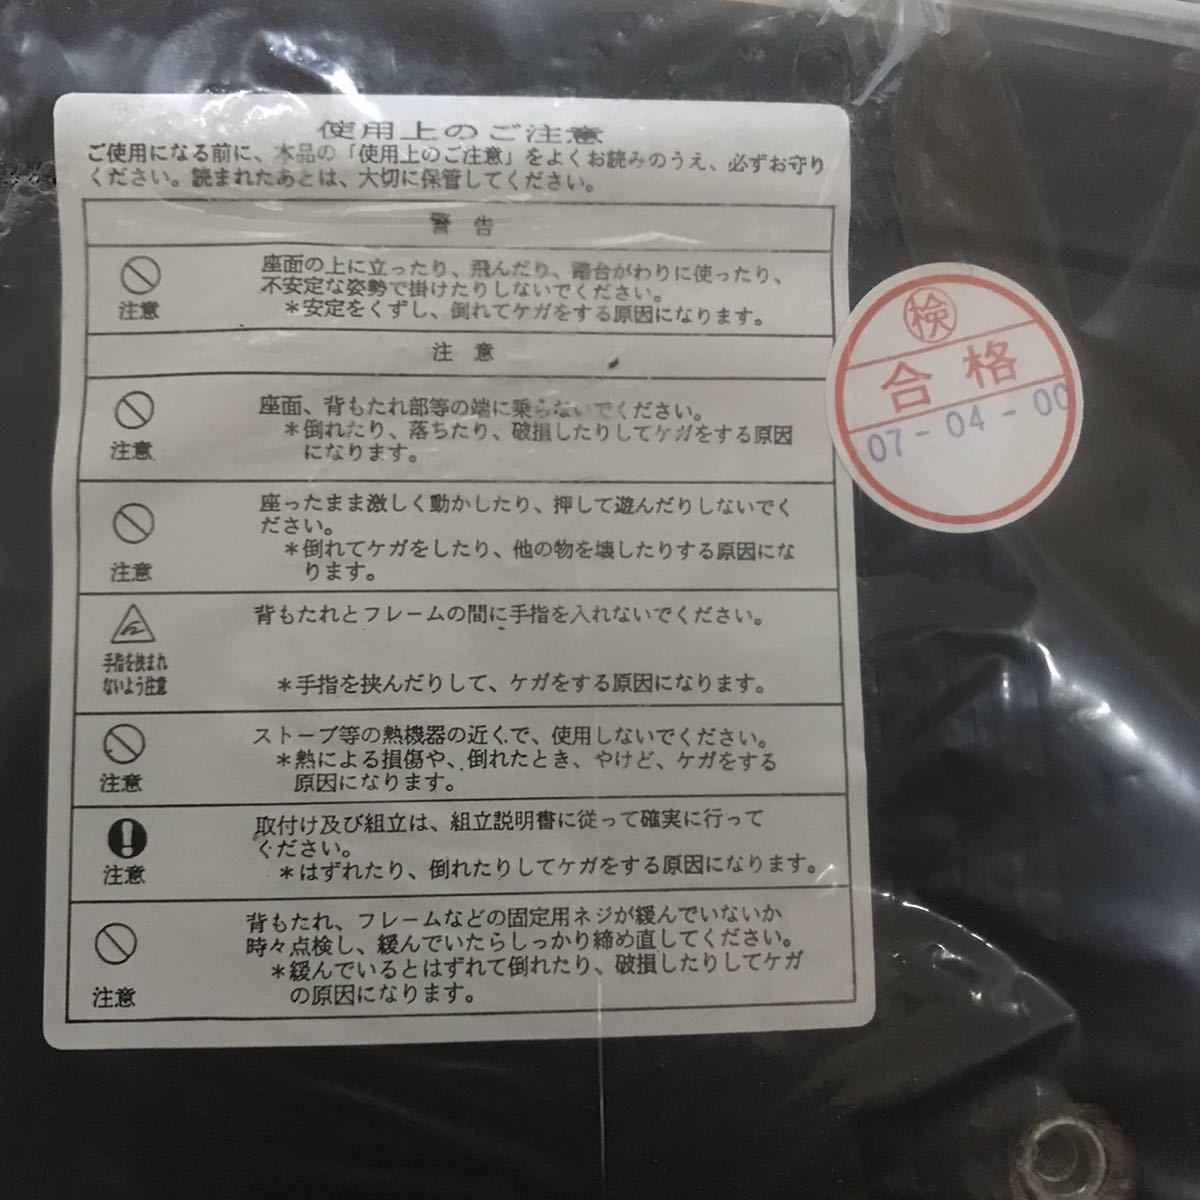 使用上のご注意
ご使用になる前に、本品の「使用上のご注意」をよくお読みのうえ、必ずお守り
ください。読まれたあとは、大切に保管してください。
警告
注意
座面の上に立ったり、飛んだり、踏台がわりに使ったり、
不安定な姿勢で掛けたりしないでください。
＊安定をくずし、倒れてケガをする原因になります。
注意
注意
座面、背もたれ部等の端に乗らないでください。
＊倒れたり、落ちたり、破損したりしてケガをする原因
になります。
注意
座ったまま激しく動かしたり、押して遊んだりしないでく
ださい。
＊倒れてケガをしたり、他の物を壊したりする原因にな
ります。
手指を挟まれ
ないよう注意
背もたれとフレームの間に手指を入れないでください。
＊手指を挟んだりして、ケガをする原因になります。
注意
ストーブ等の熱機器の近くで、使用しないでください。
＊熱による損傷や、倒れたとき、やけど、ケガをする
原因になります。
注意
取付け及び組立は、組立説明書に従って確実に行って
ください。
＊はずれたり、倒れたりしてケガをする原因になります。
注意
背もたれ、フレームなどの固定用ネジが緩んでいないか
時々点検し、緩んでいたらしっかり締め直してください。
＊緩んでいるとはずれて倒れたり、破損したりしてケガ
の原因になります。
検
合格
07-04-00